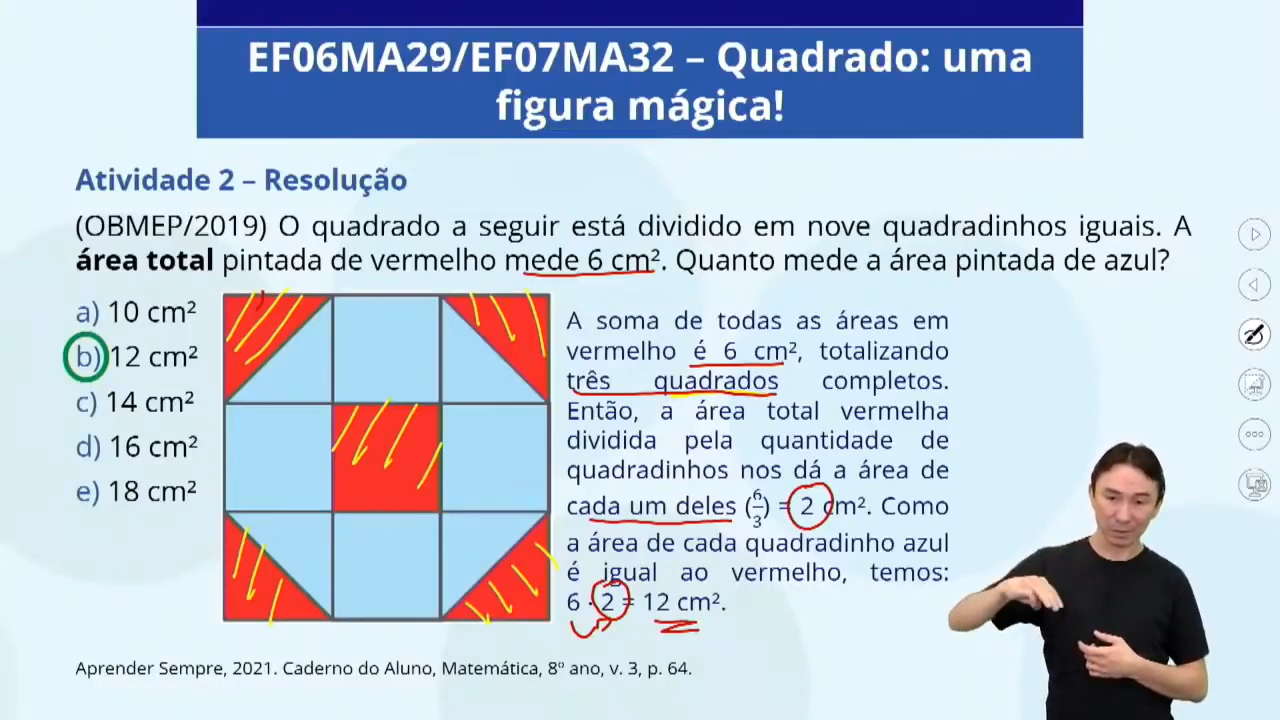 EF06MA29/EF07MA32 – Quadrado: uma
figura mágica!
Atividade 2 – Resolução
(OBMEP/2019) O quadrado a seguir está dividido em nove quadradinhos iguais. A
área total pintada de vermelho mede 6 cm². Quanto mede a área pintada de azul?
a) 10 cm²
b) 12 cm²
c) 14 cm²
d) 16 cm²
e) 18 cm²
A soma de todas as áreas em
vermelho é 6 cm², totalizando
três quadrados completos.
Então, a área total vermelha
dividida pela quantidade de
quadradinhos nos dá a área de
cada um deles (6/3) = 2 cm². Como
a área de cada quadradinho azul
é igual ao vermelho, temos:
6 · 2 = 12 cm².
Aprender Sempre, 2021. Caderno do Aluno, Matemática, 8º ano, v. 3, p. 64.